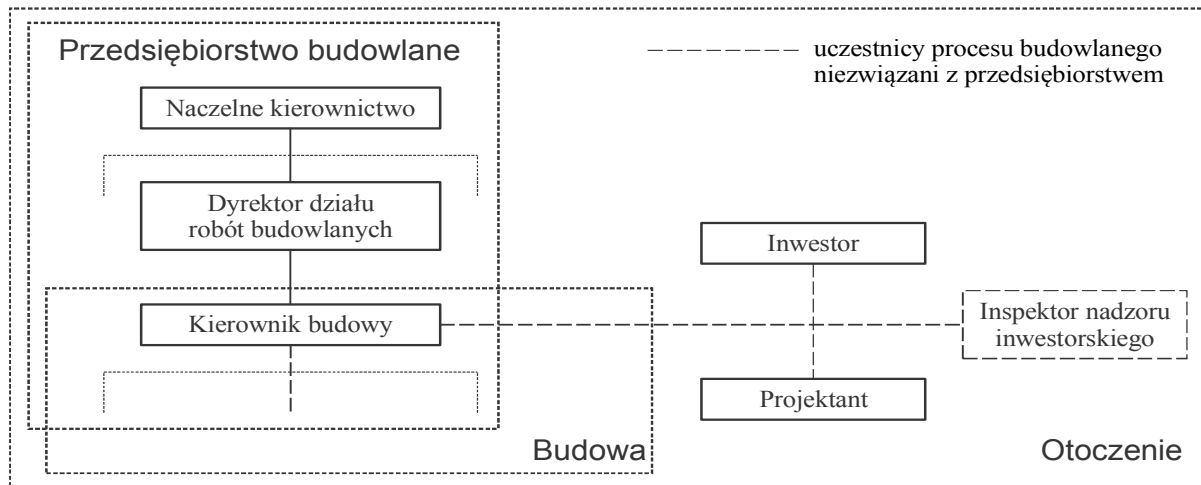 Przedsiębiorstwo budowlane
uczestnicy procesu budowlanego
niezwiązani z przedsiębiorstwem
Naczelne kierownictwo
Dyrektor działu
robót budowlanych
Inwestor
Kierownik budowy
Inspektor nadzoru
inwestorskiego
Projektant
Budowa
Otoczenie